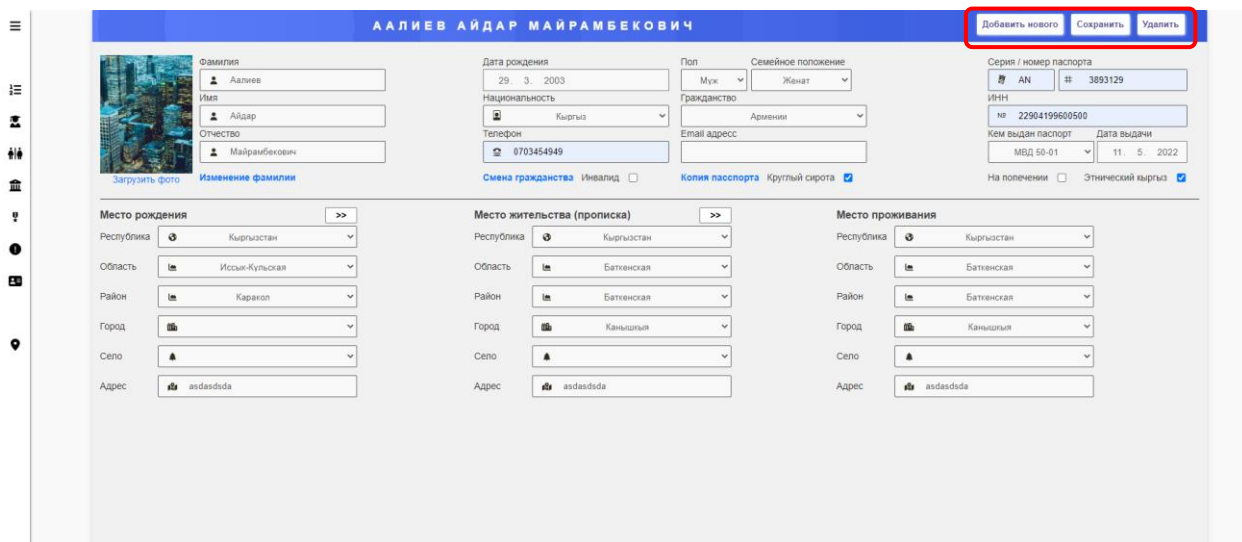 ААЛИЕВ АЙДАР МАЙРАМБЕКОВИЧ
Добавить нового Сохранить Удалить
Фамилия Дата рождения Пол Семейное положение Серия / номер паспорта
Аалиев 29. 3. 2003 Муж Женат AN # 3893129
Имя Национальность Гражданство ИНН
Айдар Кыргыз Армении № 22904199600500
Отчество Телефон Email адресс Кем выдан паспорт Дата выдачи
Майрамбекович 0703454949 МВД 50-01 11. 5. 2022
Загрузить фото Изменение фамилии Смена гражданства Инвалид Копия пасспорта Круглый сирота На попечении Этнический кыргыз
Место рождения >> Место жительства (прописка) >> Место проживания
Республика Кыргызстан Республика Кыргызстан Республика Кыргызстан
Область Иссык-Кульская Область Баткенская Область Баткенская
Район Каракол Район Баткенская Район Баткенская
Город Город Канышкыя Город Канышкыя
Село Село Село
Адрес asdasdsda Адрес asdasdsda Адрес asdasdsda